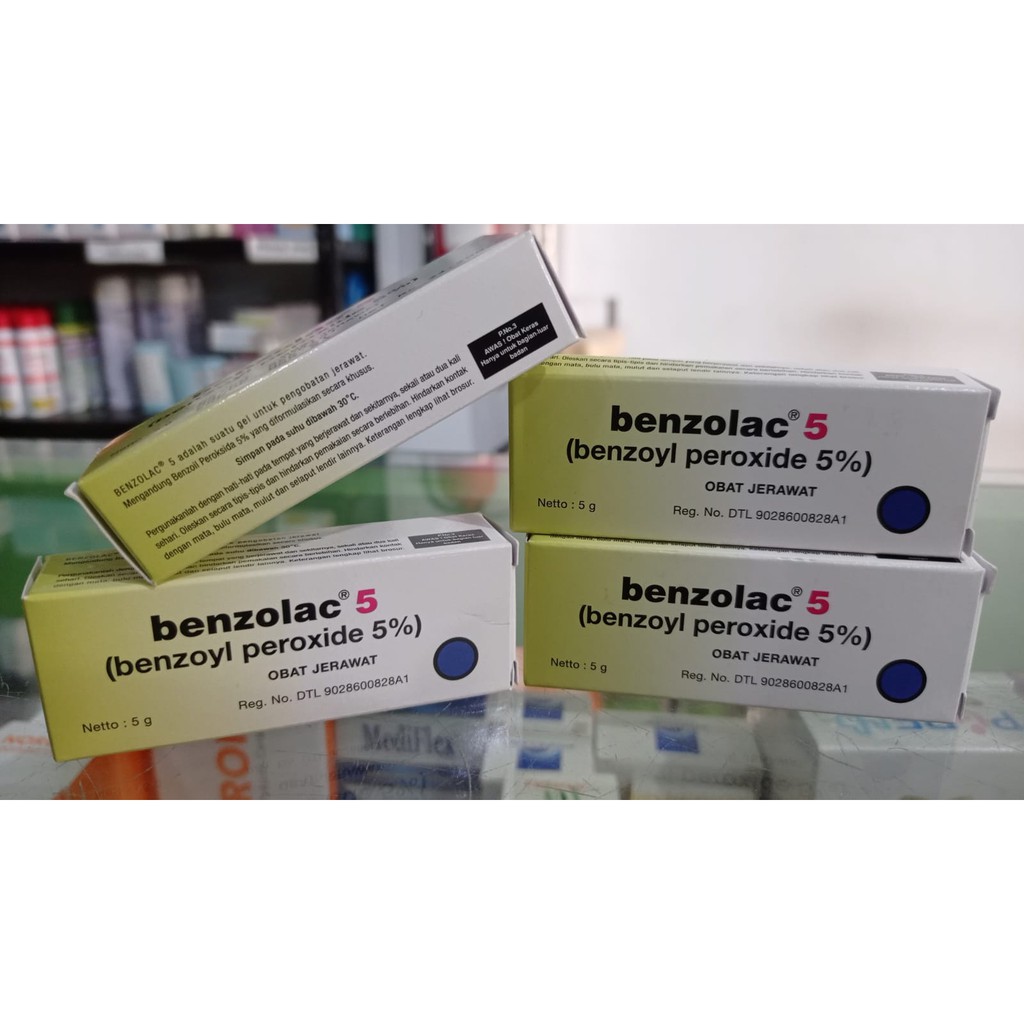 P.No.3
AWAS ! Obat Keras
Hanya untuk bagian luar
badan
BENZOLAC® 5 adalah suatu gel untuk pengobatan jerawat.
Mengandung Benzoil Peroksida 5% yang diformulasikan secara khusus.
Simpan pada suhu dibawah 30°C.
Pergunakanlah dengan hati-hati pada tempat yang berjerawat dan sekitarnya, sekali atau dua kali
sehari. Oleskan secara tipis-tipis dan hindarkan pemakaian secara berlebihan. Hindarkan kontak
dengan mata, bulu mata, mulut dan selaput lendir lainnya. Keterangan lengkap lihat brosur.
benzolac® 5
(benzoyl peroxide 5%)
OBAT JERAWAT
Netto : 5 g
Reg. No. DTL 9028600828A1
benzolac® 5
(benzoyl peroxide 5%)
OBAT JERAWAT
Netto : 5 g
Reg. No. DTL 9028600828A1
benzolac® 5
(benzoyl peroxide 5%)
OBAT JERAWAT
Netto : 5 g
Reg. No. DTL 9028600828A1
MediFlex